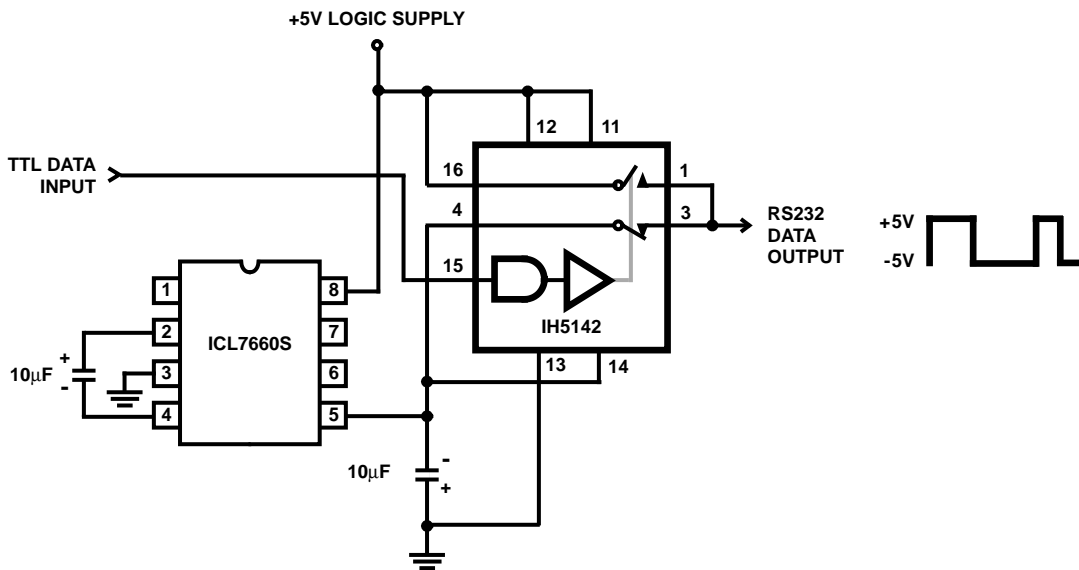 +5V LOGIC SUPPLY
12
11
TTL DATA
INPUT
16
1
4
3
RS232
DATA
OUTPUT
+5V
-5V
15
IH5142
1
8
2
ICL7660S
7
10µF
+
-
3
6
4
5
13
14
10µF
-
+